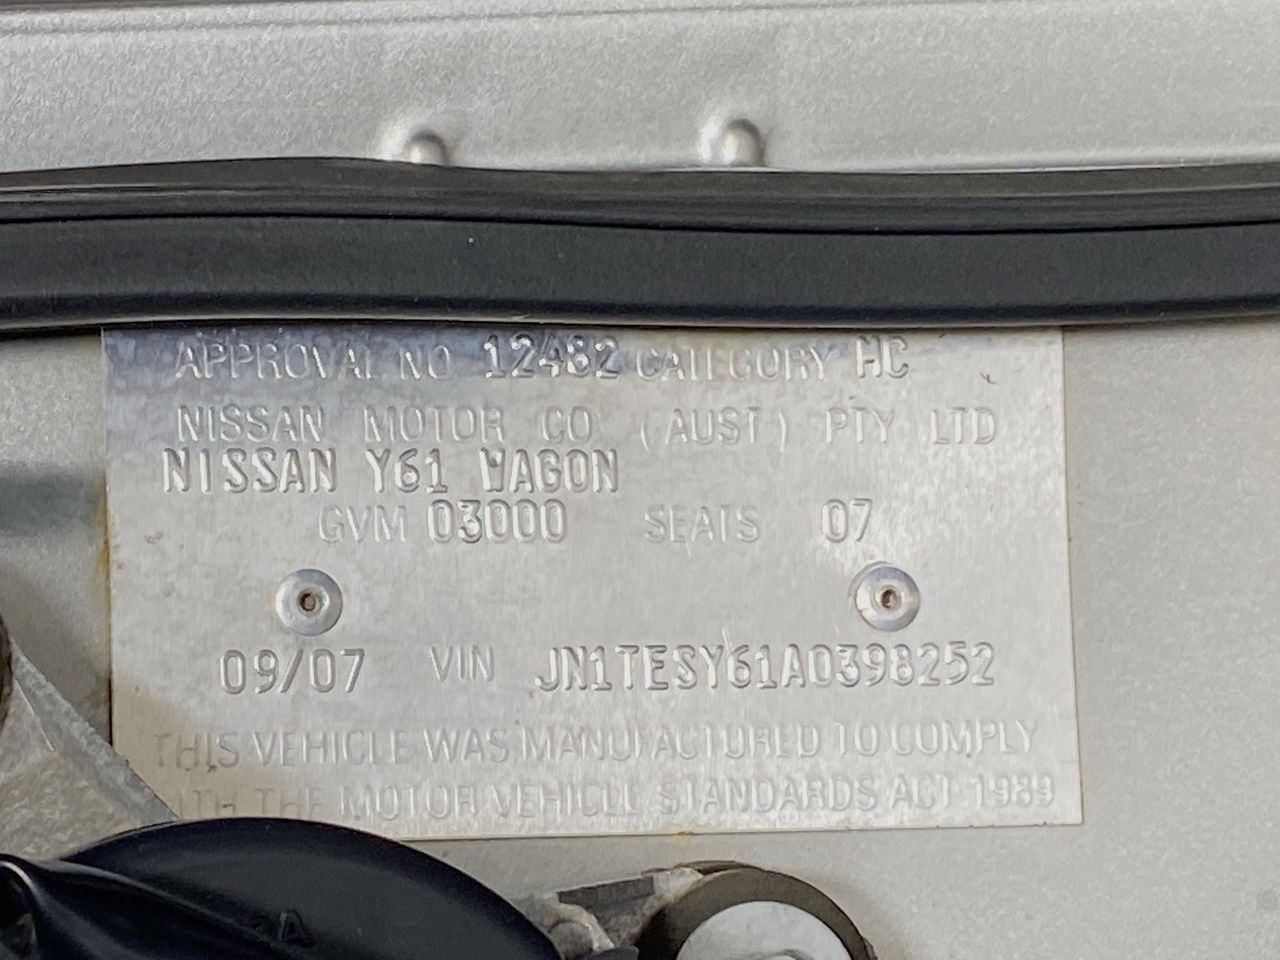 APPROVAL NO 12482 CATEGORY HC
NISSAN MOTOR CO (AUST) PTY LTD
NISSAN Y61 WAGON
GVM 03000 SEATS 07
09/07 VIN JN1TESY61A0398252
THIS VEHICLE WAS MANUFACTURED TO COMPLY
WITH THE MOTOR VEHICLE STANDARDS ACT 1989